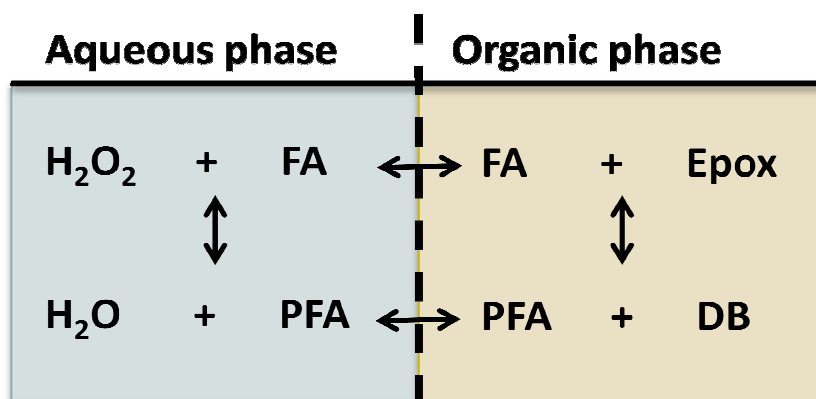 Aqueous phase Organic phase
H₂O₂ + FA FA + Epox
H₂O + PFA PFA + DB